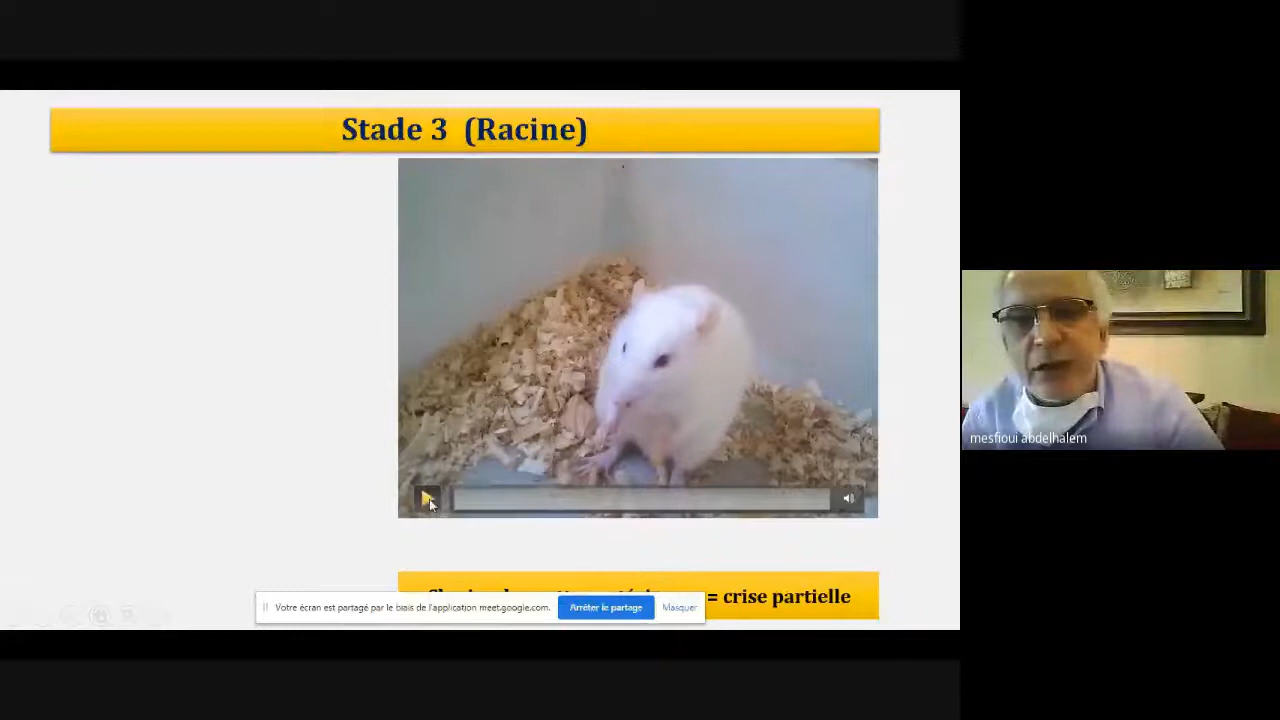 Stade 3 (Racine)
= crise partielle
Votre écran est partagé par le biais de l'application meet.google.com.
Arrêter le partage
Masquer
mesfioui abdelhalem